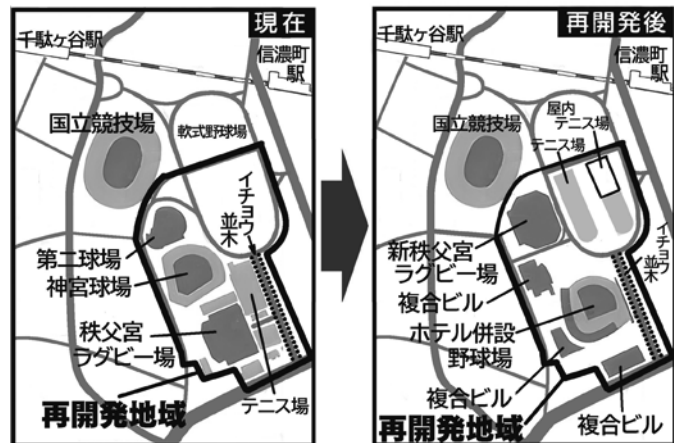 現在
千駄ヶ谷駅
信濃町
駅
国立競技場
軟式野球場
イチョウ
並木
第二球場
神宮球場
秩父宮
ラグビー場
再開発地域
テニス場
再開発後
千駄ヶ谷駅
信濃町
駅
国立競技場
屋内
テニス場
テニス場
イチョウ
並木
新秩父宮
ラグビー場
複合ビル
ホテル併設
野球場
複合ビル
再開発地域
複合ビル